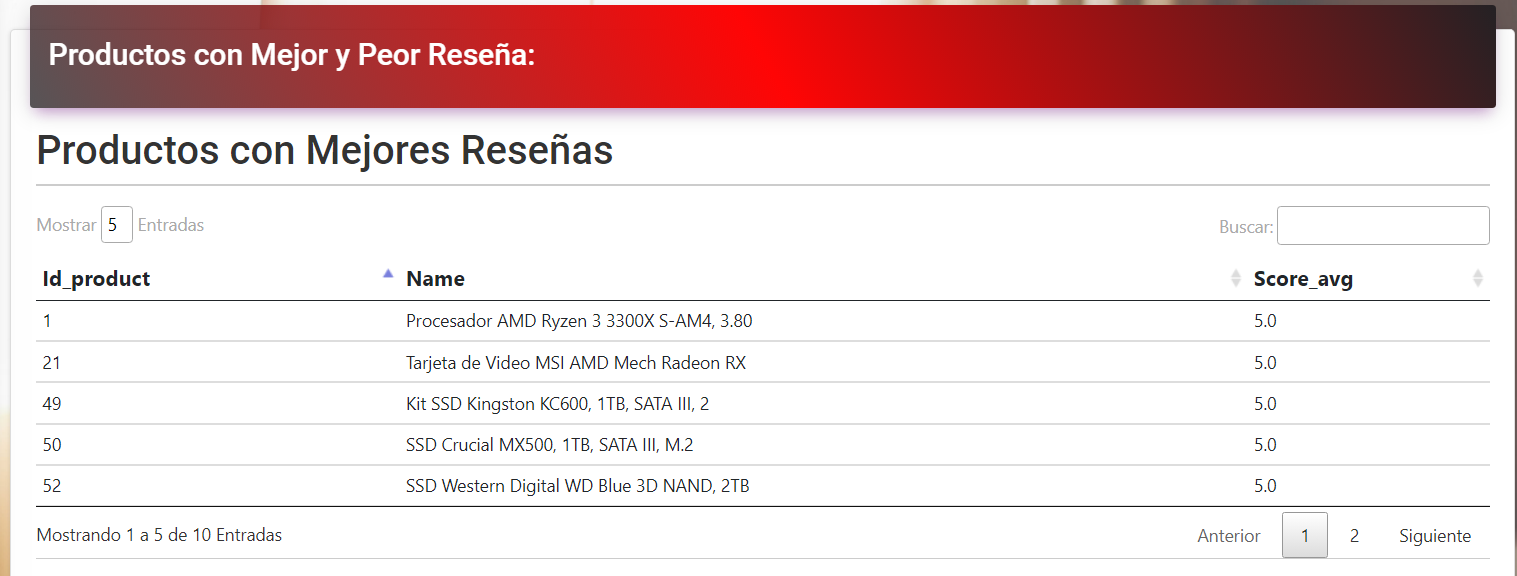 Productos con Mejor y Peor Reseña:
Productos con Mejores Reseñas
Mostrar 5 Entradas Buscar:
Id_product Name Score_avg
1 Procesador AMD Ryzen 3 3300X S-AM4, 3.80 5.0
21 Tarjeta de Video MSI AMD Mech Radeon RX 5.0
49 Kit SSD Kingston KC600, 1TB, SATA III, 2 5.0
50 SSD Crucial MX500, 1TB, SATA III, M.2 5.0
52 SSD Western Digital WD Blue 3D NAND, 2TB 5.0
Mostrando 1 a 5 de 10 Entradas Anterior 1 2 Siguiente